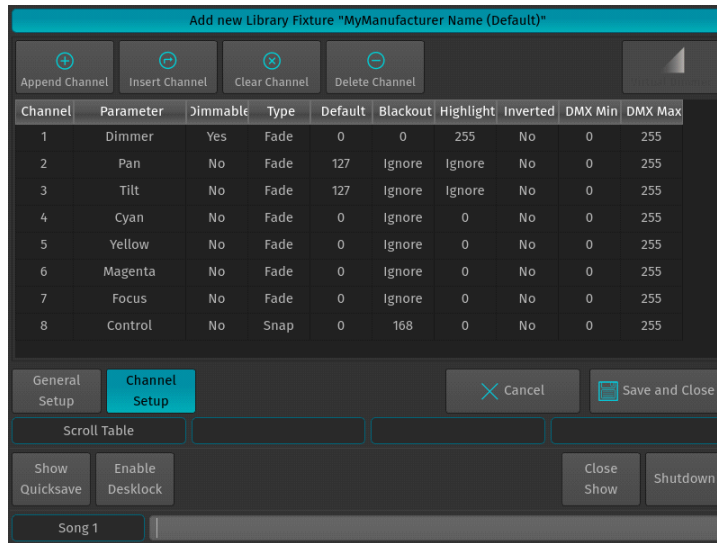 Add new Library Fixture "MyManufacturer Name (Default)"
Append Channel Insert Channel Clear Channel Delete Channel
Channel Parameter Dimmable Type Default Blackout Highlight Inverted DMX Min DMX Max
1 Dimmer Yes Fade 0 0 255 No 0 255
2 Pan No Fade 127 Ignore Ignore No 0 255
3 Tilt No Fade 127 Ignore Ignore No 0 255
4 Cyan No Fade 0 Ignore 0 No 0 255
5 Yellow No Fade 0 Ignore 0 No 0 255
6 Magenta No Fade 0 Ignore 0 No 0 255
7 Focus No Fade 0 Ignore 0 No 0 255
8 Control No Snap 0 168 0 No 0 255
General Setup Channel Setup Cancel Save and Close
Scroll Table
Show Quicksave Enable Desklock Close Show Shutdown
Song 1